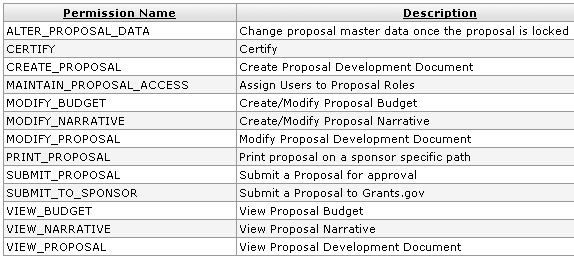 Permission Name Description
ALTER_PROPOSAL_DATA Change proposal master data once the proposal is locked
CERTIFY Certify
CREATE_PROPOSAL Create Proposal Development Document
MAINTAIN_PROPOSAL_ACCESS Assign Users to Proposal Roles
MODIFY_BUDGET Create/Modify Proposal Budget
MODIFY_NARRATIVE Create/Modify Proposal Narrative
MODIFY_PROPOSAL Modify Proposal Development Document
PRINT_PROPOSAL Print proposal on a sponsor specific path
SUBMIT_PROPOSAL Submit a Proposal for approval
SUBMIT_TO_SPONSOR Submit a Proposal to Grants.gov
VIEW_BUDGET View Proposal Budget
VIEW_NARRATIVE View Proposal Narrative
VIEW_PROPOSAL View Proposal Development Document